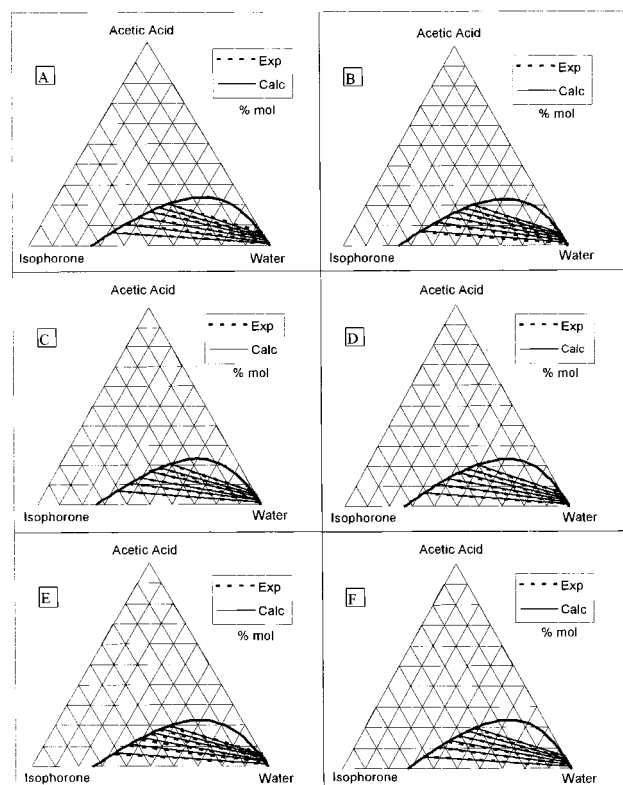 Acetic Acid
A
Exp
Calc
% mol
Isophorone
Water
Acetic Acid
B
Exp
Calc
% mol
Isophorone
Water
Acetic Acid
C
Exp
Calc
% mol
Isophorone
Water
Acetic Acid
D
Exp
Calc
% mol
Isophorone
Water
Acetic Acid
E
Exp
Calc
% mol
Isophorone
Water
Acetic Acid
F
Exp
Calc
% mol
Isophorone
Water